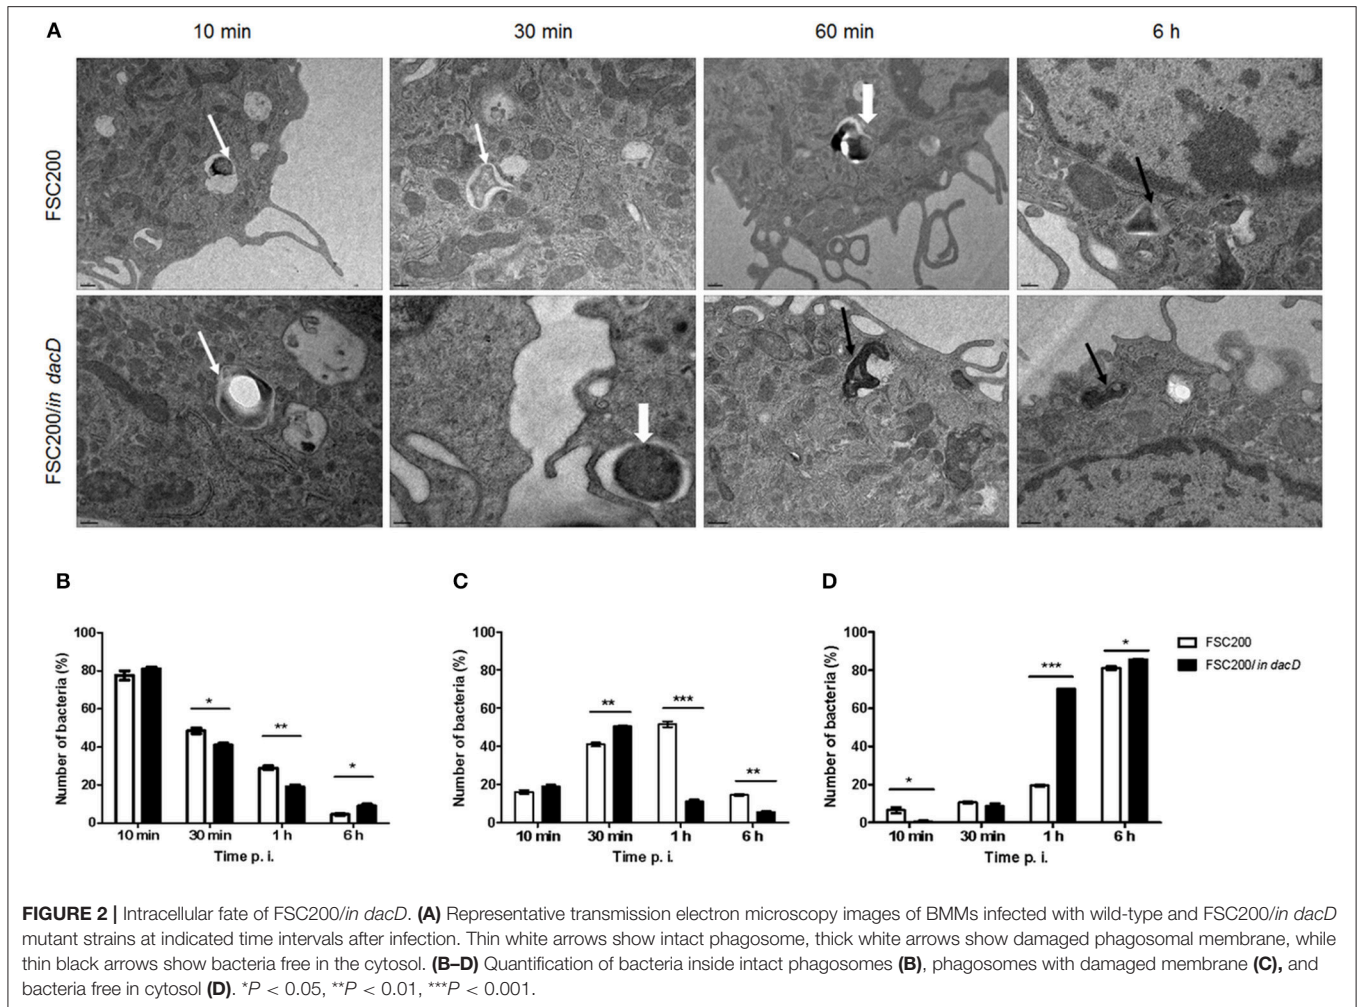 A
10 min
30 min
60 min
6 h
FSC200
FSC200/in dacD
B
Number of bacteria (%)
100
80
60
40
20
0
*
**
*
10 min
30 min
1 h
6 h
Time p. i.
C
Number of bacteria (%)
100
80
60
40
20
0
**
***
**
10 min
30 min
1 h
6 h
Time p. i.
D
Number of bacteria (%)
100
80
60
40
20
0
*
***
*
10 min
30 min
1 h
6 h
Time p. i.
FSC200
FSC200/in dacD
FIGURE 2 | Intracellular fate of FSC200/in dacD. (A) Representative transmission electron microscopy images of BMMs infected with wild-type and FSC200/in dacD
mutant strains at indicated time intervals after infection. Thin white arrows show intact phagosome, thick white arrows show damaged phagosomal membrane, while
thin black arrows show bacteria free in the cytosol. (B–D) Quantification of bacteria inside intact phagosomes (B), phagosomes with damaged membrane (C), and
bacteria free in cytosol (D). *P < 0.05, **P < 0.01, ***P < 0.001.